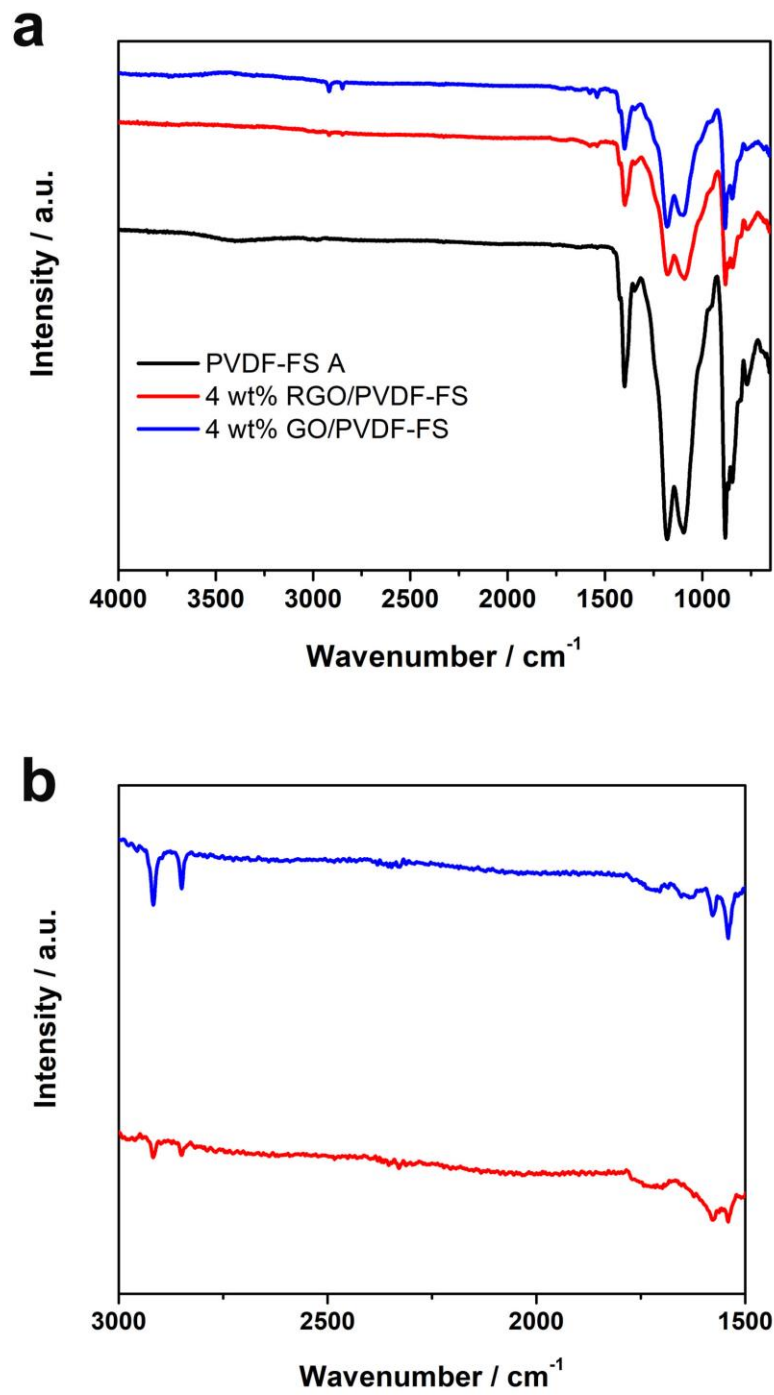 a
Intensity / a.u.
PVDF-FS A
4 wt% RGO/PVDF-FS
4 wt% GO/PVDF-FS
4000 3500 3000 2500 2000 1500 1000
Wavenumber / cm⁻¹
b
Intensity / a.u.
3000 2500 2000 1500
Wavenumber / cm⁻¹